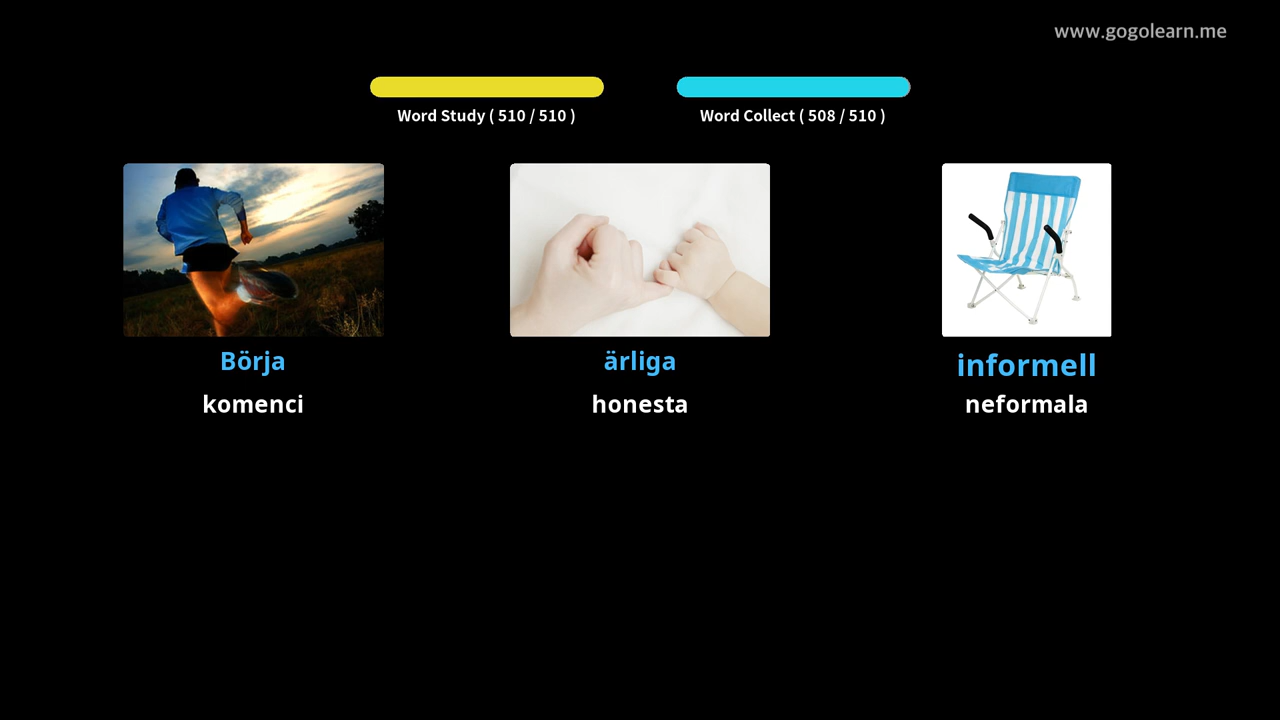 www.gogolearn.me
Word Study ( 510 / 510 )
Word Collect ( 508 / 510 )
Börja
ärliga
informell
komenci
honesta
neformala